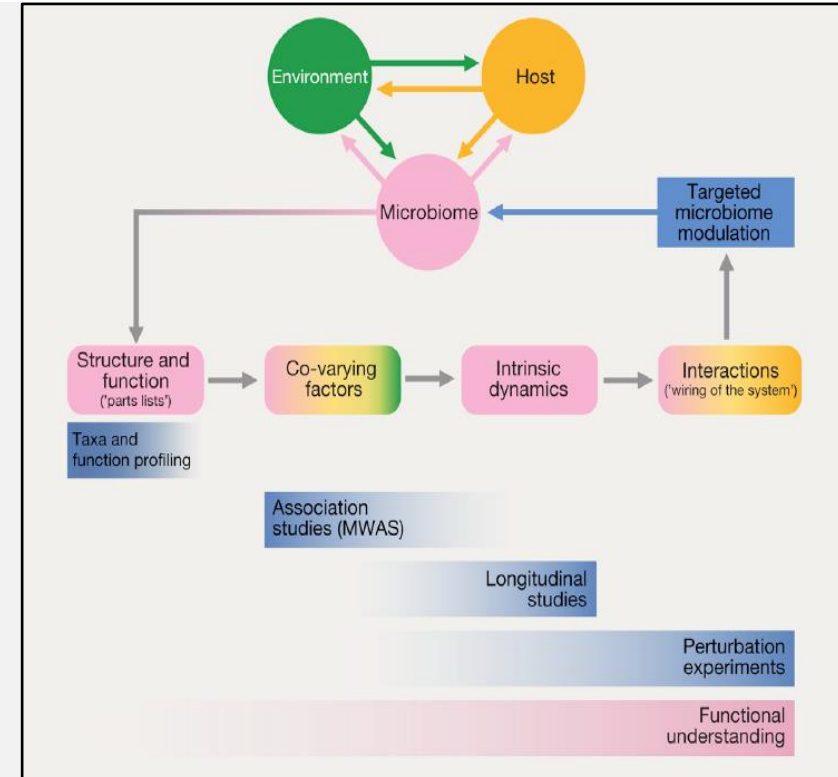 Environment
Host
Microbiome
Targeted
microbiome
modulation
Structure and
function
('parts lists')
Co-varying
factors
Intrinsic
dynamics
Interactions
('wiring of the system')
Taxa and
function profiling
Association
studies (MWAS)
Longitudinal
studies
Perturbation
experiments
Functional
understanding